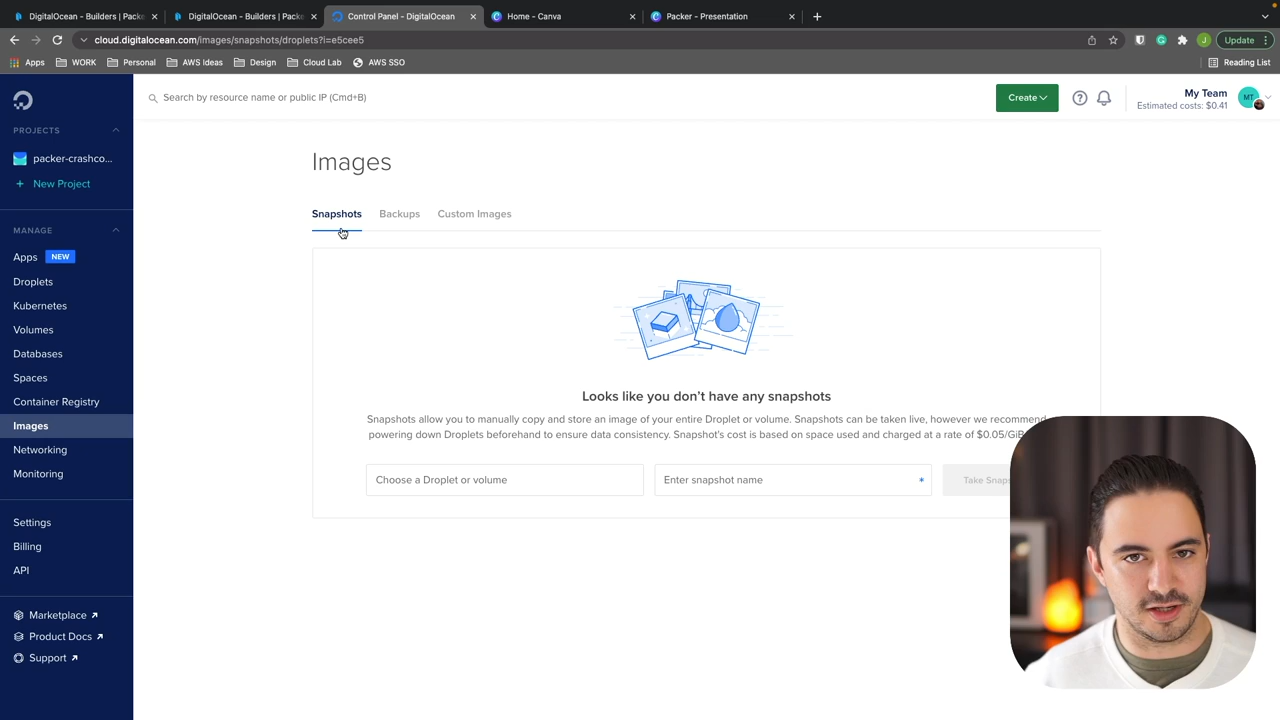 DigitalOcean - Builders | Packe
DigitalOcean - Builders | Packe
Control Panel - DigitalOcean
Home - Canva
Packer - Presentation
cloud.digitalocean.com/images/snapshots/droplets?i=e5cee5
J
Update
Apps
WORK
Personal
AWS Ideas
Design
Cloud Lab
AWS SSO
Reading List
Search by resource name or public IP (Cmd+B)
Create
My Team
Estimated costs: $0.41
MT
PROJECTS
packer-crashco...
+ New Project
MANAGE
Apps NEW
Droplets
Kubernetes
Volumes
Databases
Spaces
Container Registry
Images
Networking
Monitoring
Settings
Billing
API
Marketplace
Product Docs
Support
Images
Snapshots
Backups
Custom Images
Looks like you don't have any snapshots
Snapshots allow you to manually copy and store an image of your entire Droplet or volume. Snapshots can be taken live, however we recommend
powering down Droplets beforehand to ensure data consistency. Snapshot's cost is based on space used and charged at a rate of $0.05/GiB
Choose a Droplet or volume
Enter snapshot name *
Take Snaps